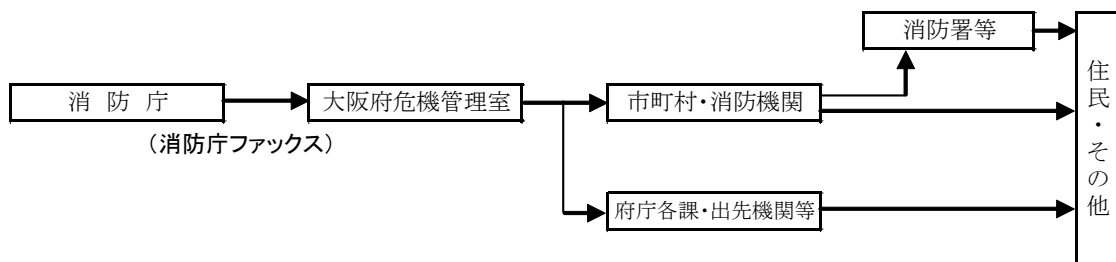 消防署等
消 防 庁
大阪府危機管理室
市町村・消防機関
(消防庁ファックス)
府庁各課・出先機関等
住民・その他